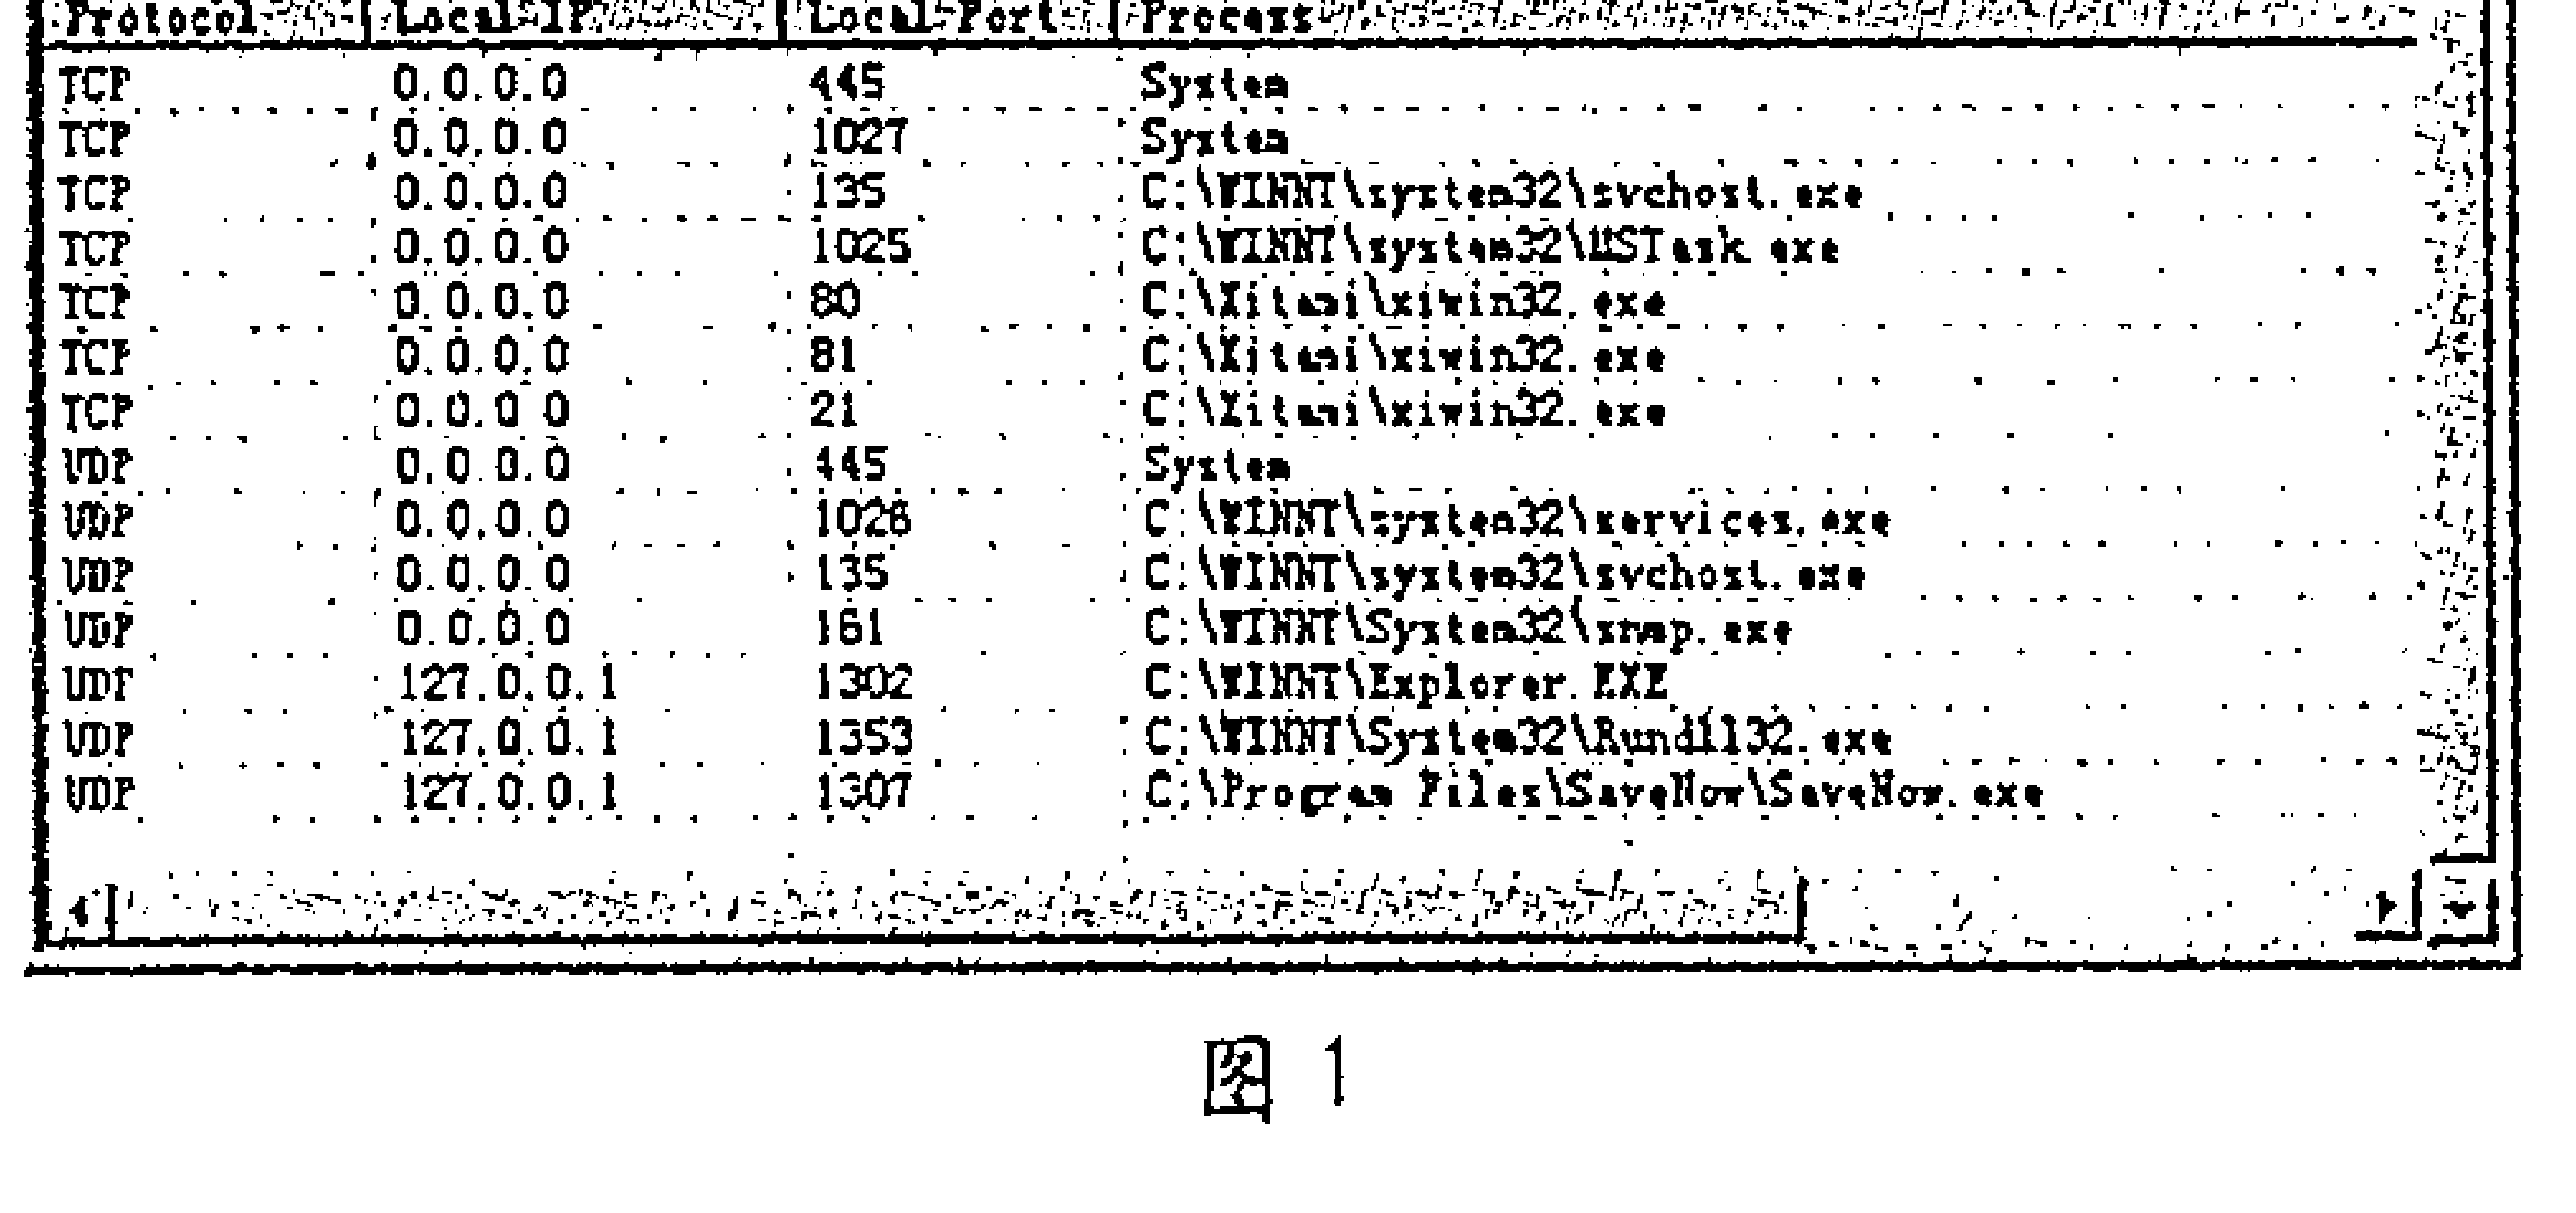 Protocol Local IP Local Port Process
TCP 0.0.0.0 445 System
TCP 0.0.0.0 1027 System
TCP 0.0.0.0 135 C:\WINNT\system32\svchost.exe
TCP 0.0.0.0 1025 C:\WINNT\system32\MSTask.exe
TCP 0.0.0.0 80 C:\Xitami\xiwin32.exe
TCP 0.0.0.0 81 C:\Xitami\xiwin32.exe
TCP 0.0.0.0 21 C:\Xitami\xiwin32.exe
UDP 0.0.0.0 445 System
UDP 0.0.0.0 1026 C:\WINNT\system32\services.exe
UDP 0.0.0.0 135 C:\WINNT\system32\svchost.exe
UDP 0.0.0.0 161 C:\WINNT\System32\snmp.exe
UDP 127.0.0.1 1302 C:\WINNT\Explorer.EXE
UDP 127.0.0.1 1353 C:\WINNT\System32\Rundll32.exe
UDP 127.0.0.1 1307 C:\Program Files\SaveNow\SaveNow.exe
图 1